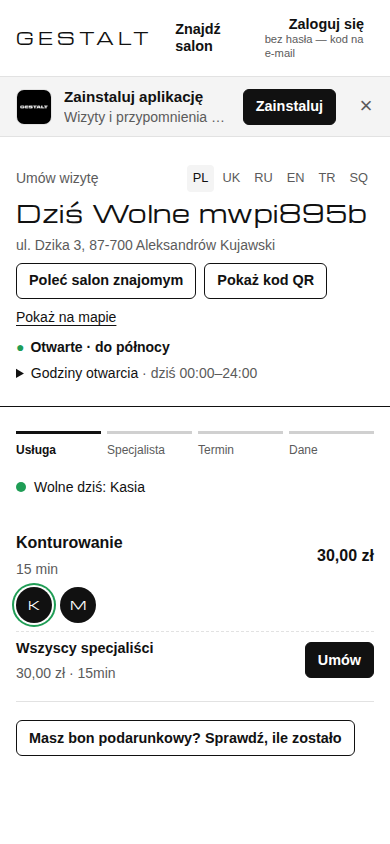 GESTALT
Znajdź
salon
Zaloguj się
bez hasła — kod na
e-mail
GESTALT
Zainstaluj aplikację
Wizyty i przypomnienia …
Zainstaluj
×
Umów wizytę
PL UK RU EN TR SQ
Dziś Wolne mwpi895b
ul. Dzika 3, 87-700 Aleksandrów Kujawski
Poleć salon znajomym
Pokaż kod QR
Pokaż na mapie
Otwarte · do północy
Godziny otwarcia · dziś 00:00–24:00
Usługa Specjalista Termin Dane
Wolne dziś: Kasia
Konturowanie
30,00 zł
15 min
K M
Wszyscy specjaliści
30,00 zł · 15min
Umów
Masz bon podarunkowy? Sprawdź, ile zostało